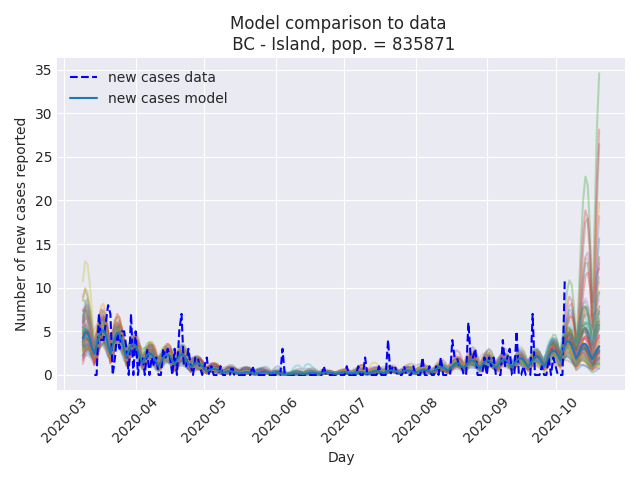 Model comparison to data
BC - Island, pop. = 835871
new cases data
new cases model
Number of new cases reported
35
30
25
20
15
10
5
0
2020-03
2020-04
2020-05
2020-06
2020-07
2020-08
2020-09
2020-10
Day